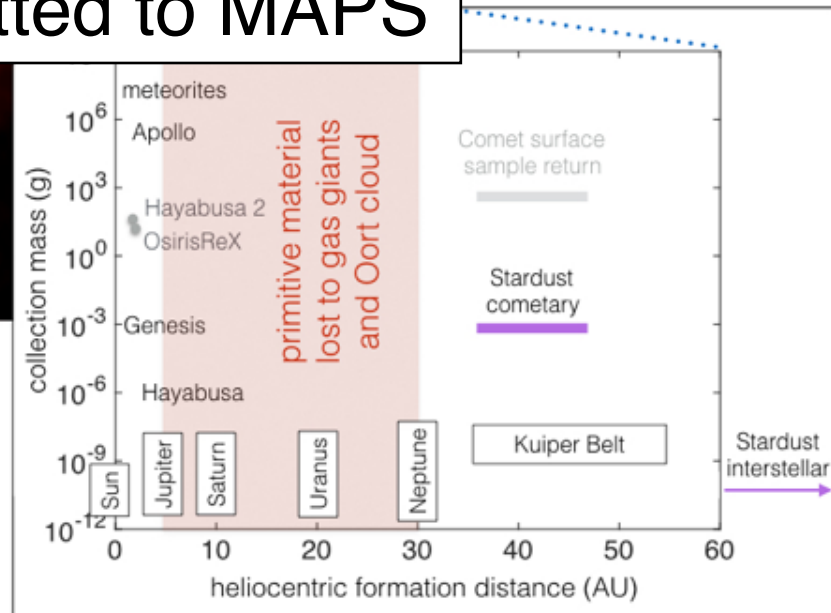 tted to MAPS
meteorites
Apollo
Hayabusa 2
OsirisReX
Genesis
Hayabusa
primitive material
lost to gas giants
and Oort cloud
Comet surface
sample return
Stardust
cometary
Kuiper Belt
Stardust
interstellar
Sun
Jupiter
Saturn
Uranus
Neptune
collection mass (g)
10^6
10^3
10^0
10^-3
10^-6
10^-9
10^-12
0 10 20 30 40 50 60
heliocentric formation distance (AU)